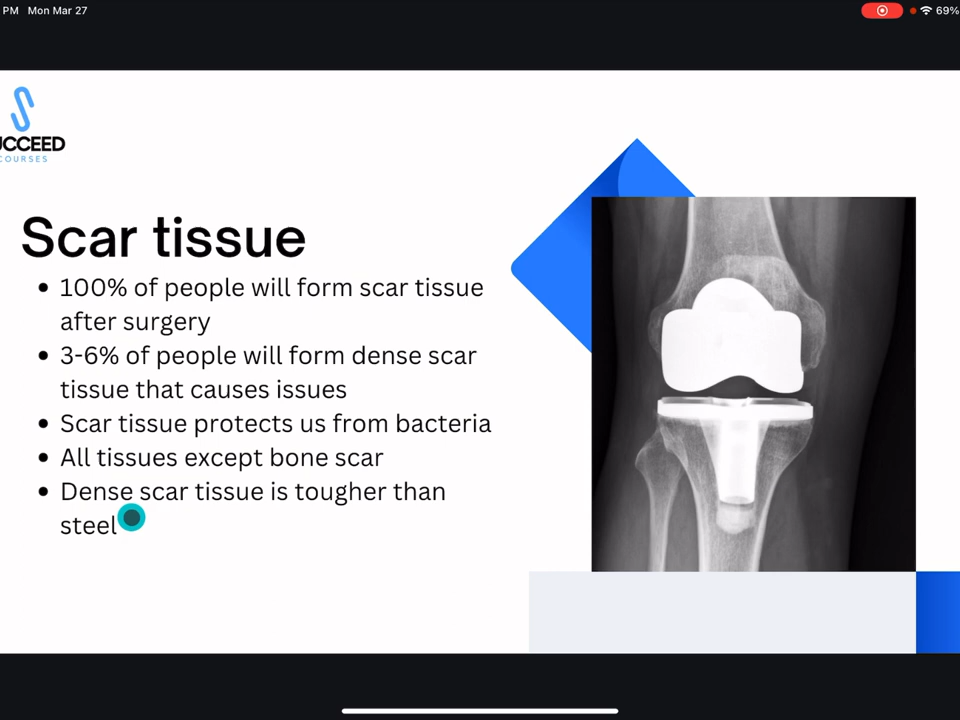 PM Mon Mar 27
69%
UCCEED
COURSES
Scar tissue
• 100% of people will form scar tissue
after surgery
• 3-6% of people will form dense scar
tissue that causes issues
• Scar tissue protects us from bacteria
• All tissues except bone scar
• Dense scar tissue is tougher than
steel